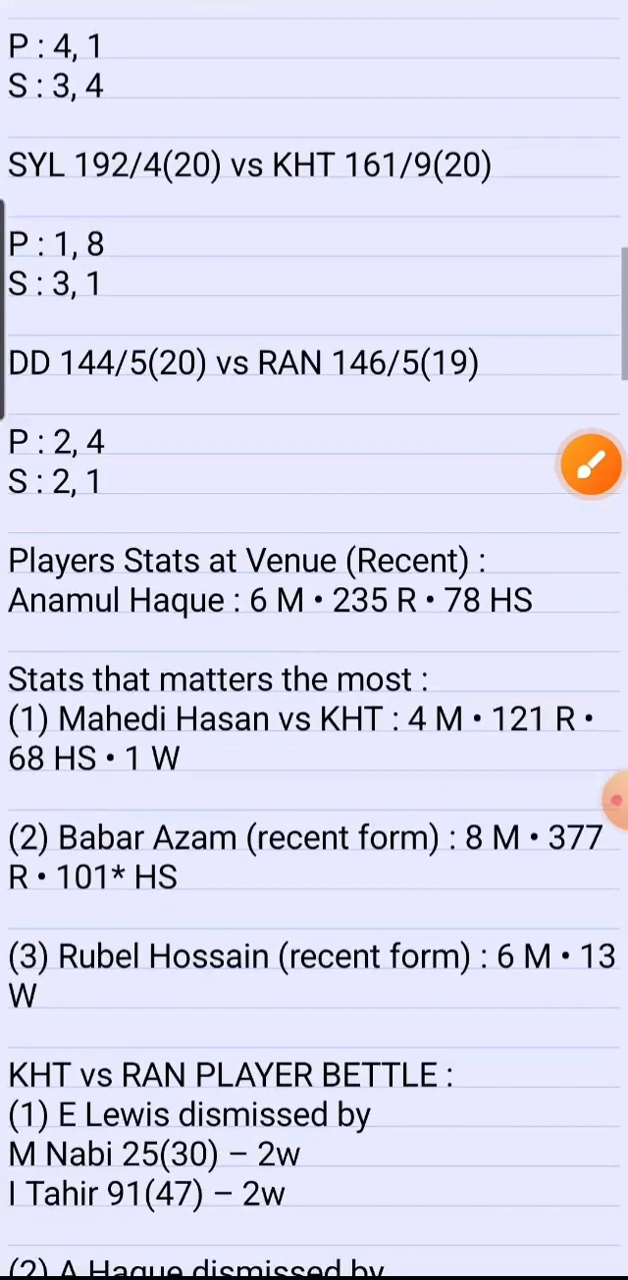 P : 4, 1
S : 3, 4
SYL 192/4(20) vs KHT 161/9(20)
P : 1, 8
S : 3, 1
DD 144/5(20) vs RAN 146/5(19)
P : 2, 4
S : 2, 1
Players Stats at Venue (Recent) :
Anamul Haque : 6 M • 235 R • 78 HS
Stats that matters the most :
(1) Mahedi Hasan vs KHT : 4 M • 121 R •
68 HS • 1 W
(2) Babar Azam (recent form) : 8 M • 377
R • 101* HS
(3) Rubel Hossain (recent form) : 6 M • 13
W
KHT vs RAN PLAYER BETTLE :
(1) E Lewis dismissed by
M Nabi 25(30) – 2w
I Tahir 91(47) – 2w
(2) A Haque dismissed by